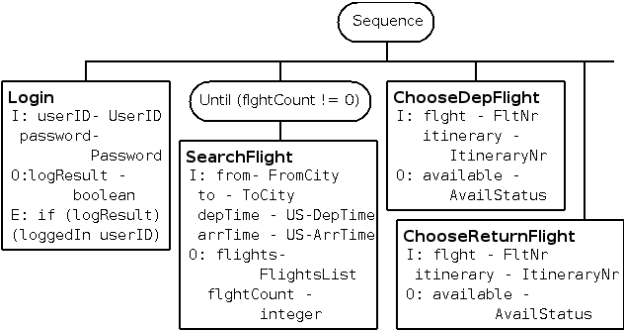 Sequence
Login
I: userID- UserID
password-
Password
O:logResult -
boolean
E: if (logResult)
(loggedIn userID)
Until (flghtCount != 0)
SearchFlight
I: from- FromCity
to - ToCity
depTime - US-DepTime
arrTime - US-ArrTime
O: flights-
FlightsList
flghtCount -
integer
ChooseDepFlight
I: flght - FltNr
itinerary -
ItineraryNr
O: available -
AvailStatus
ChooseReturnFlight
I: flght - FltNr
itinerary - ItineraryNr
O: available -
AvailStatus